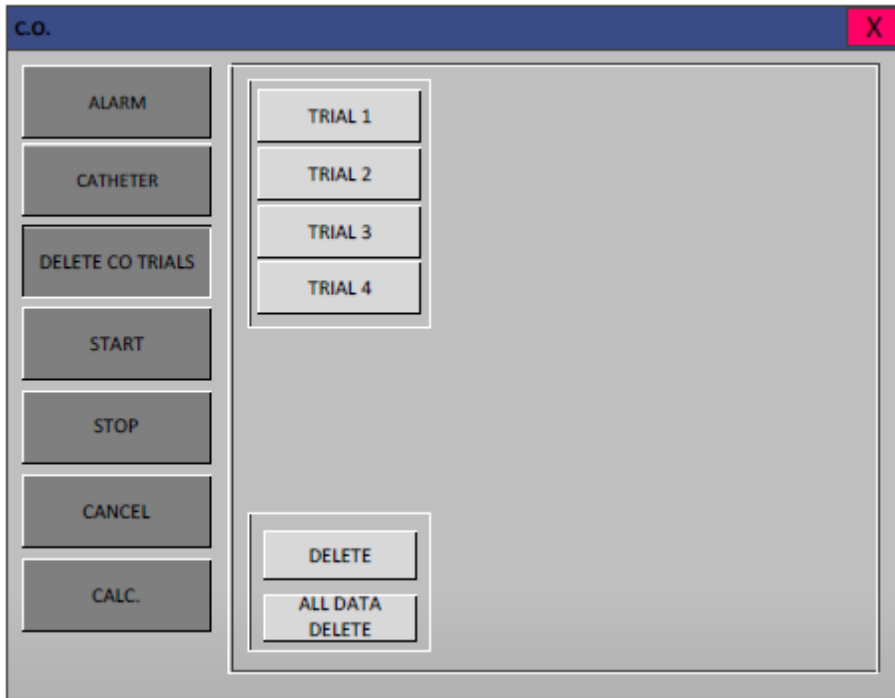 C.O.
X
ALARM
CATHETER
DELETE CO TRIALS
START
STOP
CANCEL
CALC.
TRIAL 1
TRIAL 2
TRIAL 3
TRIAL 4
DELETE
ALL DATA
DELETE